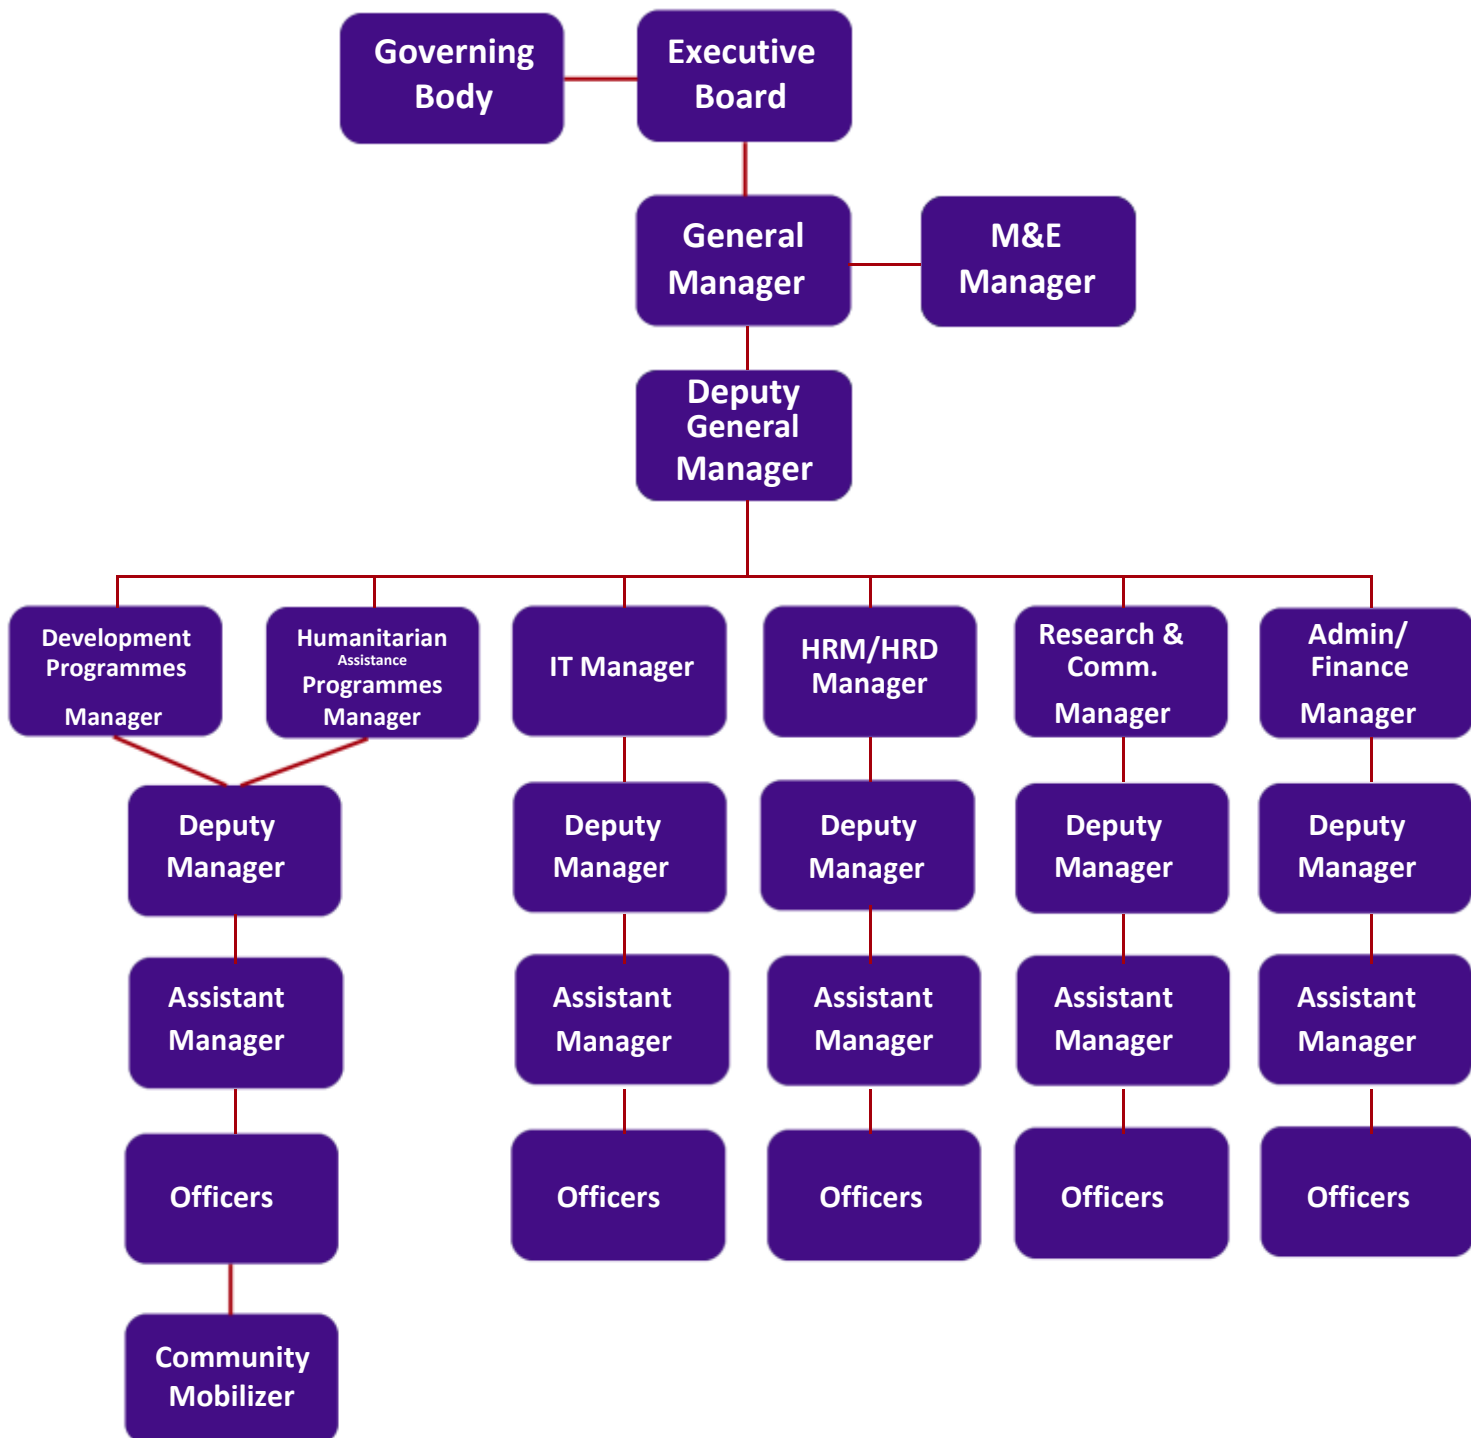 Governing
Body
Executive
Board
General
Manager
M&E
Manager
Deputy
General
Manager
Development
Programmes
Manager
Humanitarian
Assistance
Programmes
Manager
IT Manager
HRM/HRD
Manager
Research &
Comm.
Manager
Admin/
Finance
Manager
Deputy
Manager
Deputy
Manager
Deputy
Manager
Deputy
Manager
Deputy
Manager
Assistant
Manager
Assistant
Manager
Assistant
Manager
Assistant
Manager
Assistant
Manager
Officers
Officers
Officers
Officers
Officers
Community
Mobilizer